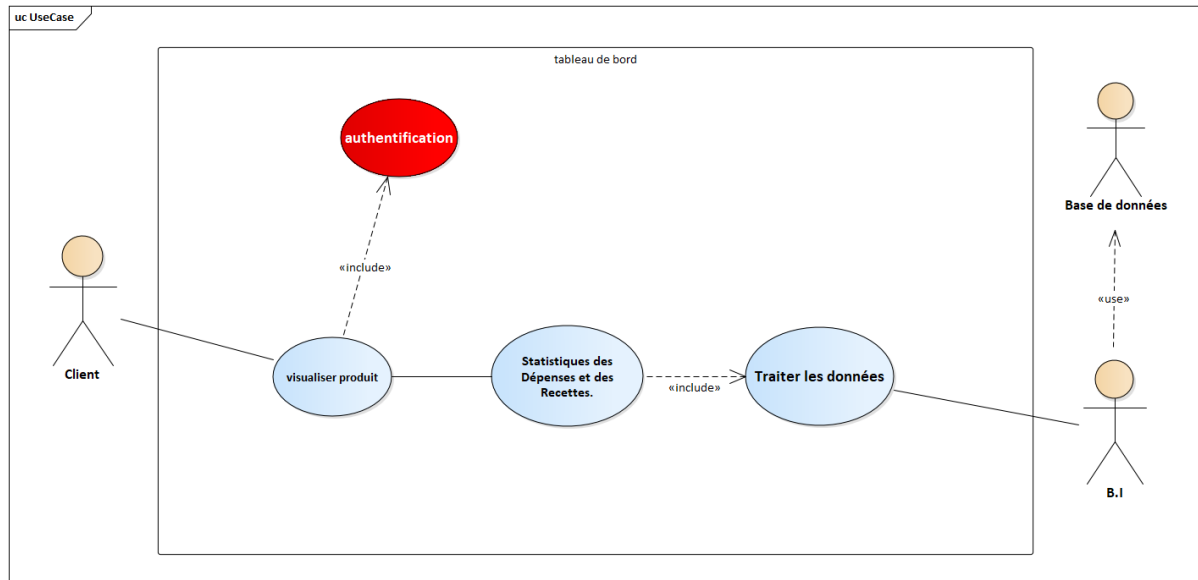 uc UseCase
tableau de bord
authentification
Base de données
«include»
«use»
Client
visualiser produit
Statistiques des
Dépenses et des
Recettes.
«include»
Traiter les données
B.I